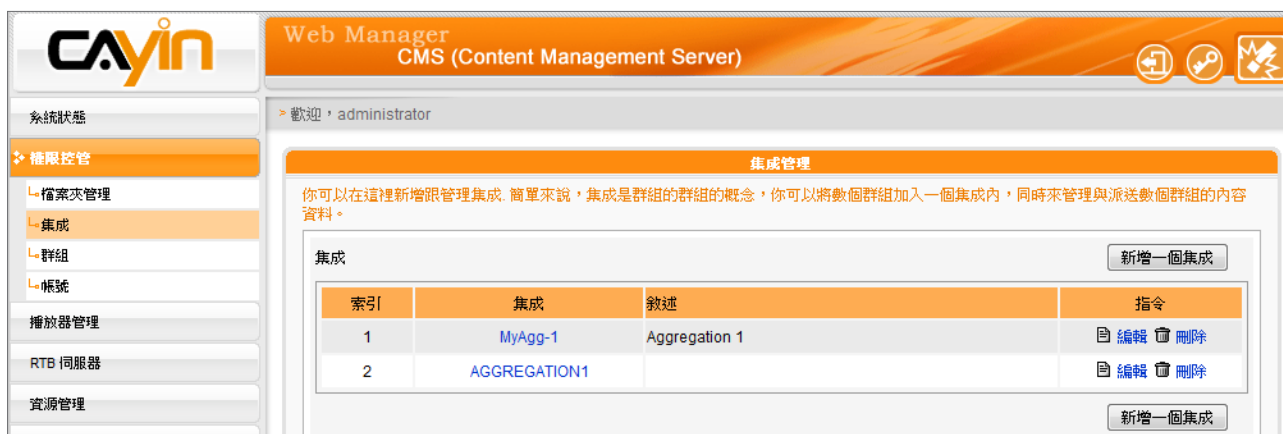 CAYIN
Web Manager
CMS (Content Management Server)
系統狀態
> 歡迎，administrator
權限控管
檔案夾管理
集成
群組
帳號
播放器管理
RTB 伺服器
資源管理
集成管理
你可以在這裡新增跟管理集成. 簡單來說，集成是群組的群組的概念，你可以將數個群組加入一個集成內，同時來管理與派送數個群組的內容
資料。
集成 新增一個集成
索引 集成 敘述 指令
1 MyAgg-1 Aggregation 1 編輯 刪除
2 AGGREGATION1 編輯 刪除
新增一個集成